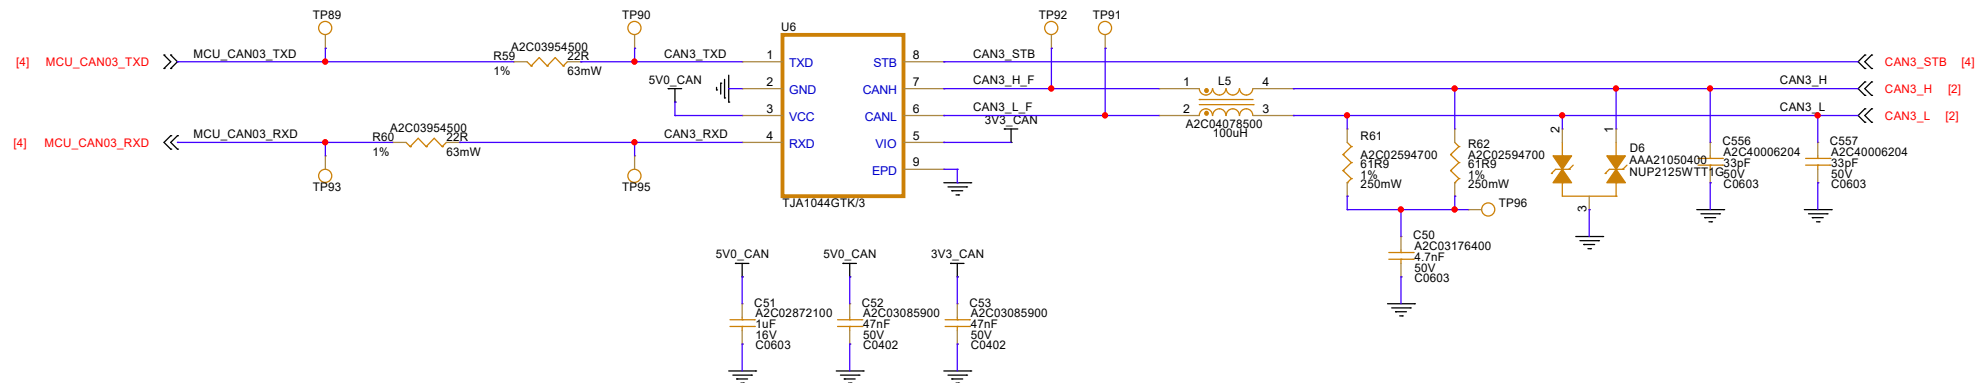 TP89
TP90
U6
TP92
TP91
[4] MCU_CAN03_TXD
MCU_CAN03_TXD
R59
A2C03954500
22R
1%
63mW
CAN3_TXD
1
TXD
STB
8
CAN3_STB
CAN3_STB [4]
5V0_CAN
2
GND
CANH
7
CAN3_H_F
1
L5
4
CAN3_H
CAN3_H [2]
3
VCC
CANL
6
CAN3_L_F
2
3
A2C04078500
100uH
CAN3_L
CAN3_L [2]
3V3_CAN
[4] MCU_CAN03_RXD
MCU_CAN03_RXD
R60
A2C03954500
22R
1%
63mW
CAN3_RXD
4
RXD
VIO
5
EPD
9
TJA1044GTK/3
TP93
TP95
R61
A2C02594700
61R9
1%
250mW
R62
A2C02594700
61R9
1%
250mW
2
1
3
D6
AAA21050400
NUP2125WTT1G
C556
A2C40006204
33pF
50V
C0603
C557
A2C40006204
33pF
50V
C0603
TP96
C50
A2C03176400
4.7nF
50V
C0603
5V0_CAN
C51
A2C02872100
1uF
16V
C0603
5V0_CAN
C52
A2C03085900
47nF
50V
C0402
3V3_CAN
C53
A2C03085900
47nF
50V
C0402